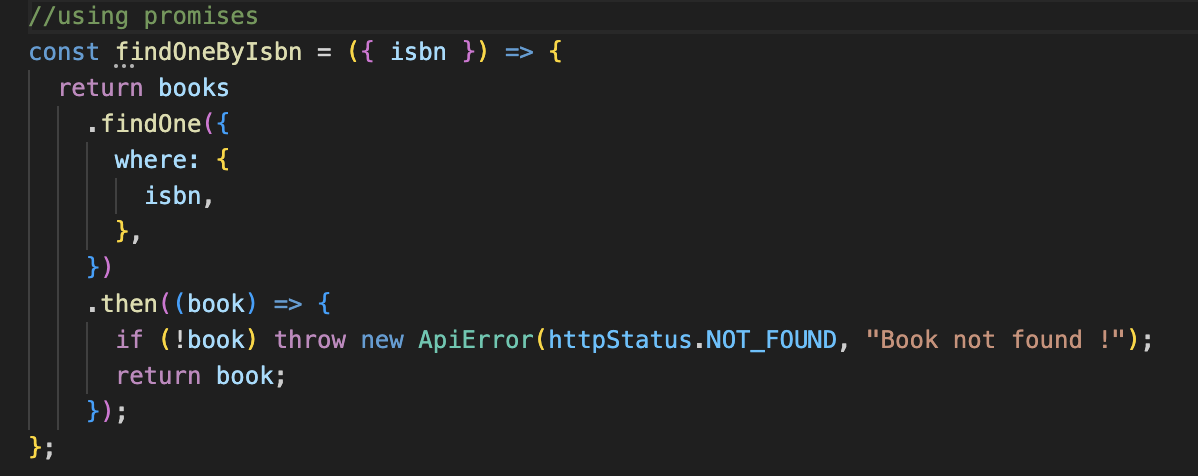 //using promises
const findOneByIsbn = ({ isbn }) => {
  return books
    .findOne({
      where: {
        isbn,
      },
    })
    .then((book) => {
      if (!book) throw new ApiError(httpStatus.NOT_FOUND, "Book not found !");
      return book;
    });
};